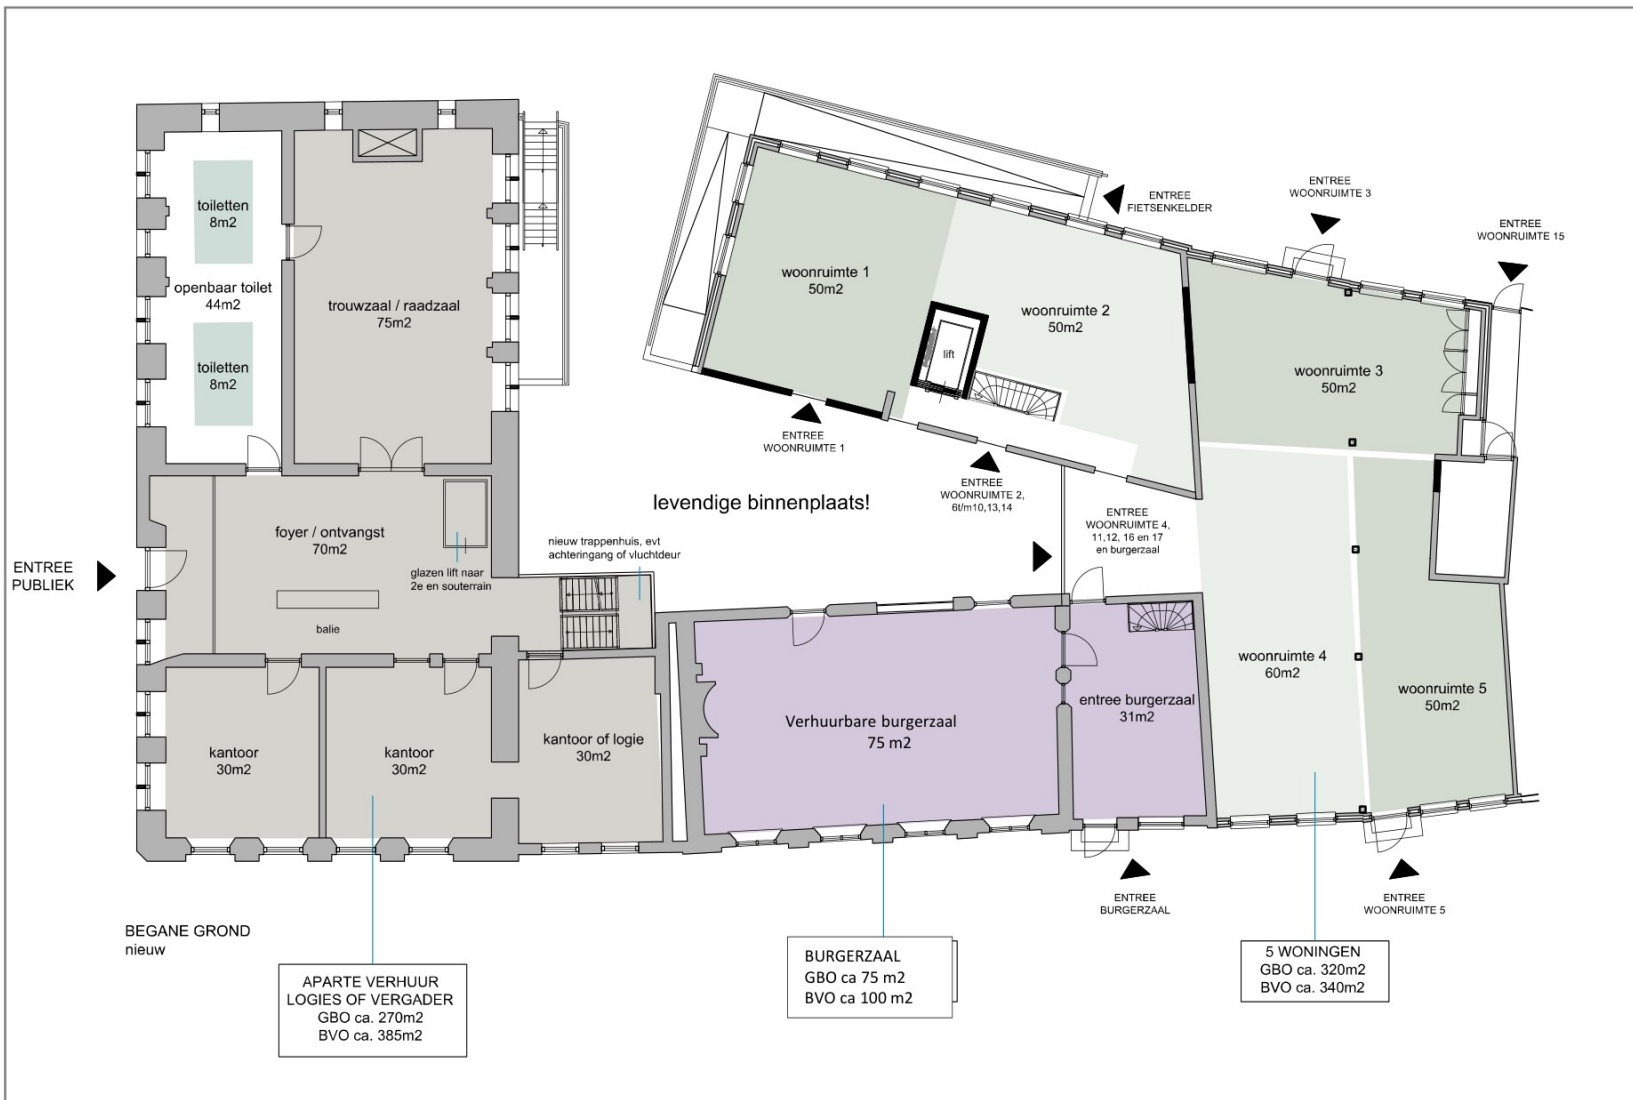 toiletten
8m2
openbaar toilet
44m2
toiletten
8m2
trouwzaal / raadzaal
75m2
foyer / ontvangst
70m2
glazen lift naar
2e en souterrain
balie
ENTREE
PUBLIEK
kantoor
30m2
kantoor
30m2
kantoor of logie
30m2
nieuw trappenhuis, evt
achteringang of vluchtdeur
levendige binnenplaats!
woonruimte 1
50m2
woonruimte 2
50m2
lift
woonruimte 3
50m2
ENTREE
FIETSENKELDER
ENTREE
WOONRUIMTE 3
ENTREE
WOONRUIMTE 15
ENTREE
WOONRUIMTE 1
ENTREE
WOONRUIMTE 2,
6t/m10,13,14
ENTREE
WOONRUIMTE 4,
11,12, 16 en 17
en burgerzaal
Verhuurbare burgerzaal
75 m2
entree burgerzaal
31m2
woonruimte 4
60m2
woonruimte 5
50m2
ENTREE
BURGERZAAL
ENTREE
WOONRUIMTE 5
BEGANE GROND
nieuw
APARTE VERHUUR
LOGIES OF VERGADER
GBO ca. 270m2
BVO ca. 385m2
BURGERZAAL
GBO ca 75 m2
BVO ca 100 m2
5 WONINGEN
GBO ca. 320m2
BVO ca. 340m2